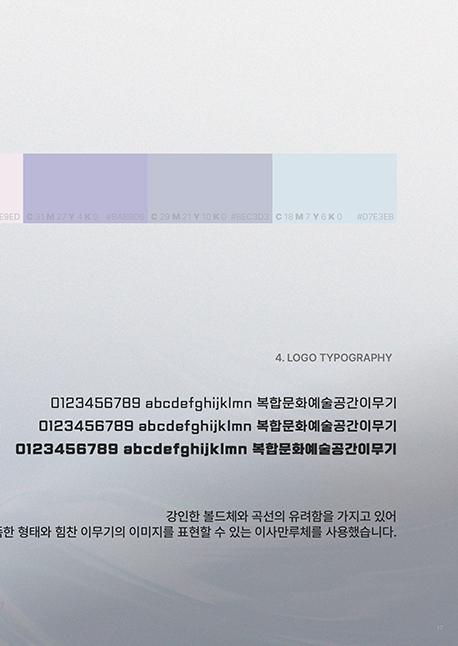 E9ED C 31 M 27 Y 4 K 0 C 29 M 21 Y 10 K 0 #BEC3D3 C 18 M 7 Y 6 K 0 #D7E3EB
4. LOGO TYPOGRAPHY
0123456789 abcdefghijklmn 복합문화예술공간이무기
0123456789 abcdefghijklmn 복합문화예술공간이무기
0123456789 abcdefghijklmn 복합문화예술공간이무기
강인한 볼드체와 곡선의 유려함을 가지고 있어
형태와 힘찬 이무기의 이미지를 표현할 수 있는 이사만루체를 사용했습니다.
17